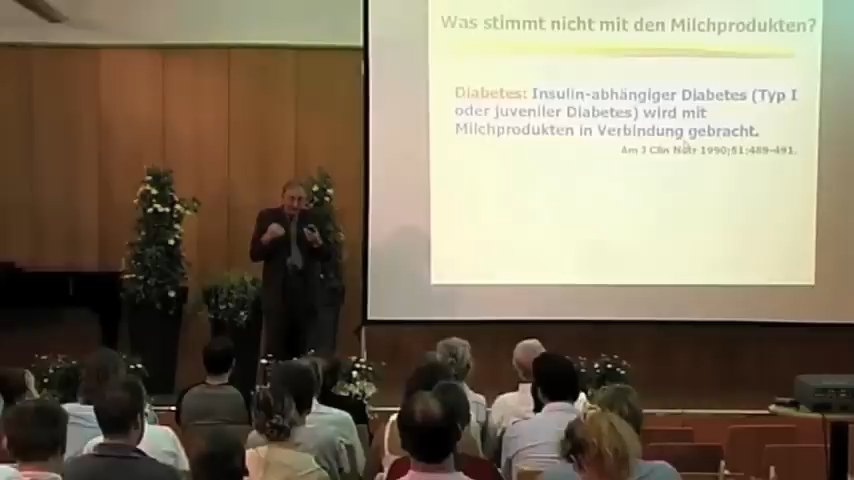 Was stimmt nicht mit den Milchprodukten?
Diabetes: Insulin-abhängiger Diabetes (Typ I
oder juveniler Diabetes) wird mit
Milchprodukten in Verbindung gebracht.
Am J Clin Nutr 1990;51:489-491.